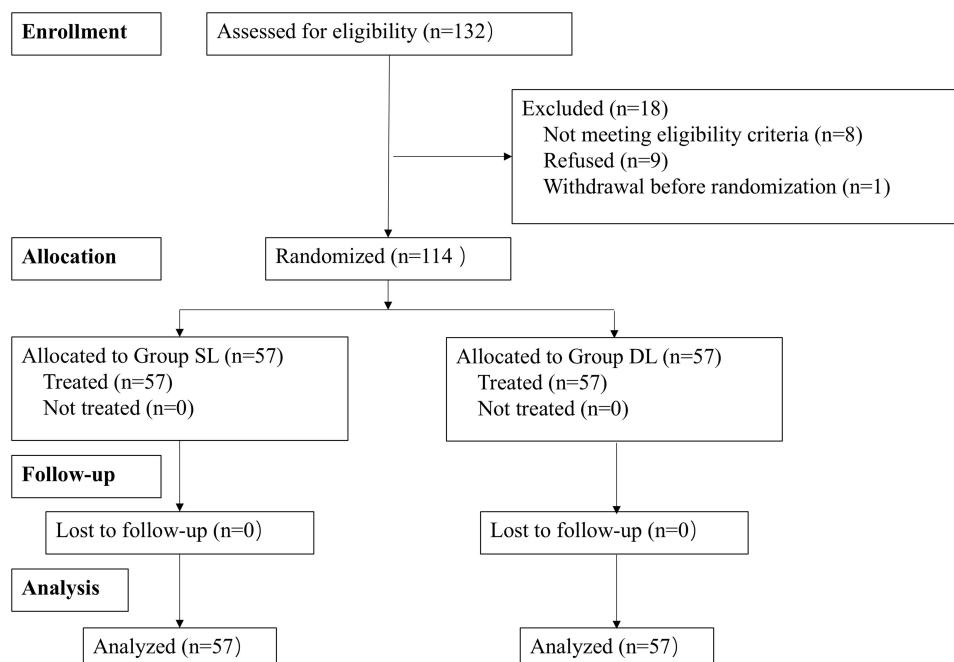 Enrollment
Assessed for eligibility (n=132）
Excluded (n=18)
Not meeting eligibility criteria (n=8)
Refused (n=9)
Withdrawal before randomization (n=1)
Allocation
Randomized (n=114 ）
Allocated to Group SL (n=57)
Treated (n=57)
Not treated (n=0)
Allocated to Group DL (n=57)
Treated (n=57)
Not treated (n=0)
Follow-up
Lost to follow-up (n=0）
Lost to follow-up (n=0）
Analysis
Analyzed (n=57）
Analyzed (n=57）